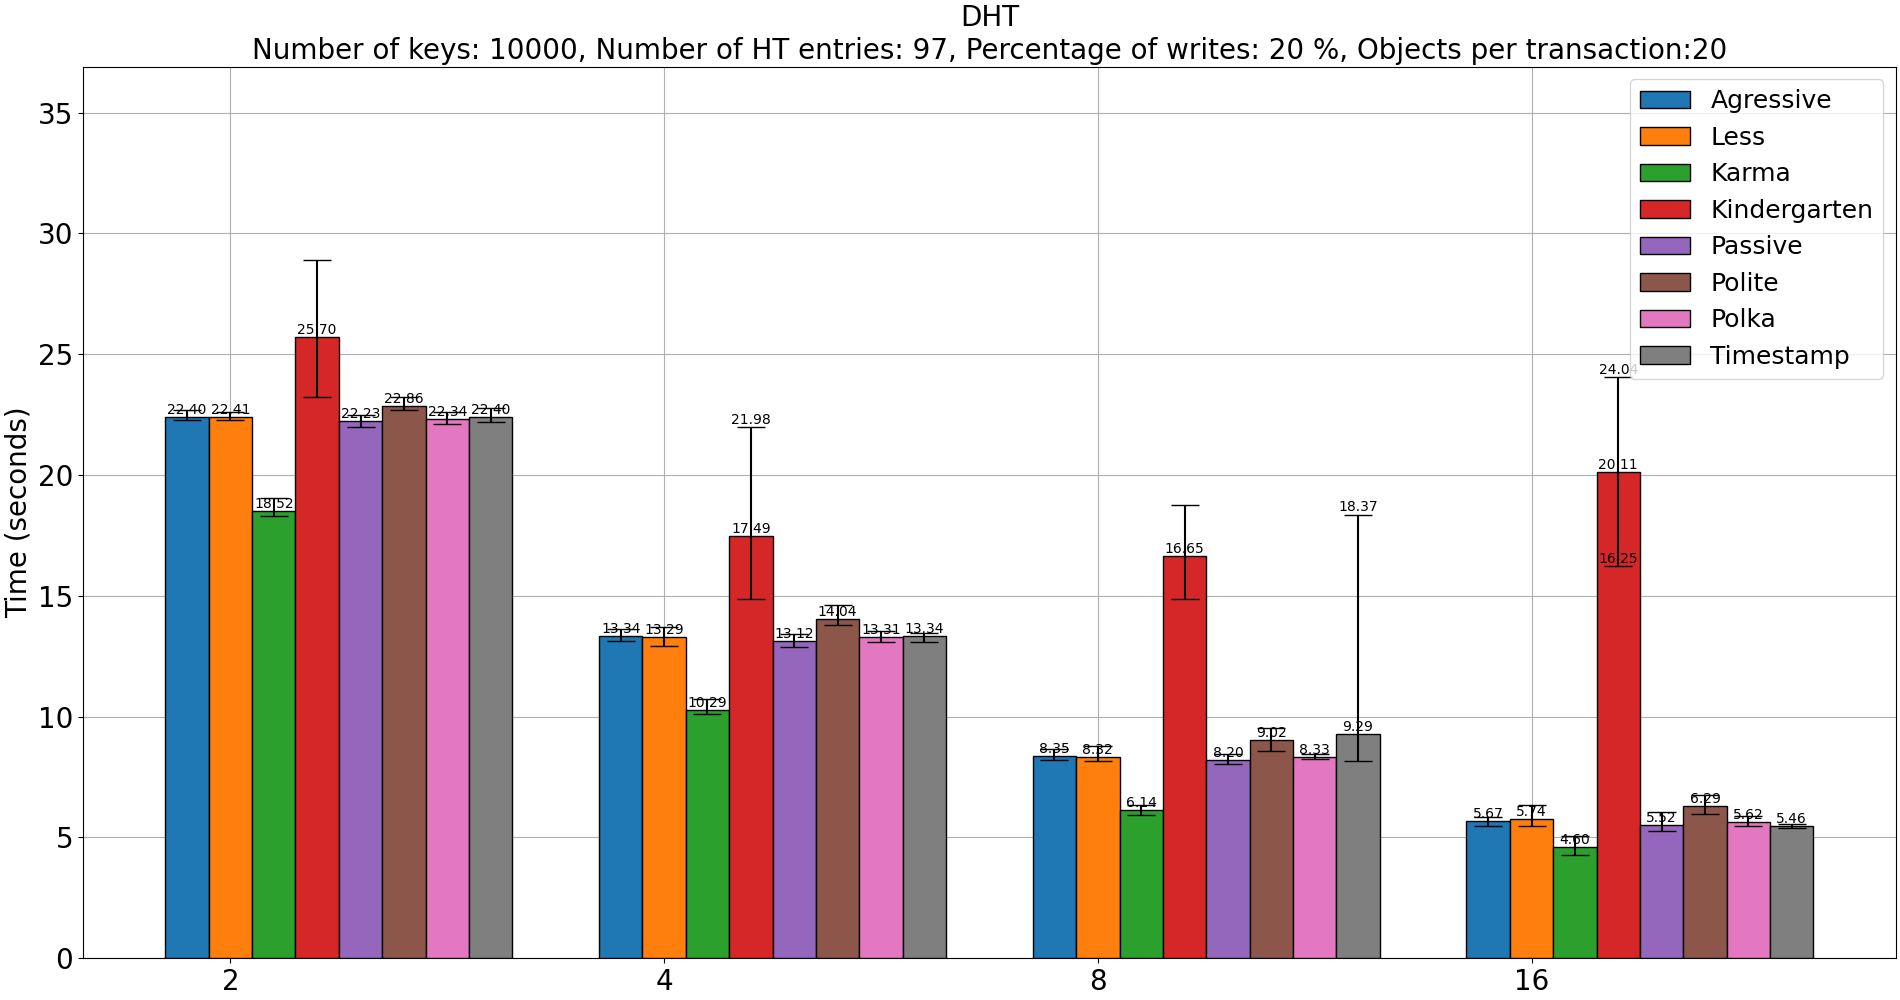 DHT
Number of keys: 10000, Number of HT entries: 97, Percentage of writes: 20 %, Objects per transaction:20
Time (seconds)
35
30
25
20
15
10
5
0
Agressive
Less
Karma
Kindergarten
Passive
Polite
Polka
Timestamp
22.40 22.41 18.52 25.70 22.23 22.86 22.34 22.40
21.98
13.34 13.29 10.29 17.49 13.12 14.04 13.31 13.34
18.37
8.35 8.32 6.14 16.65 8.20 9.02 8.33 9.29
24.04
16.25
5.67 5.74 4.60 20.11 5.52 6.29 5.62 5.46
2 4 8 16